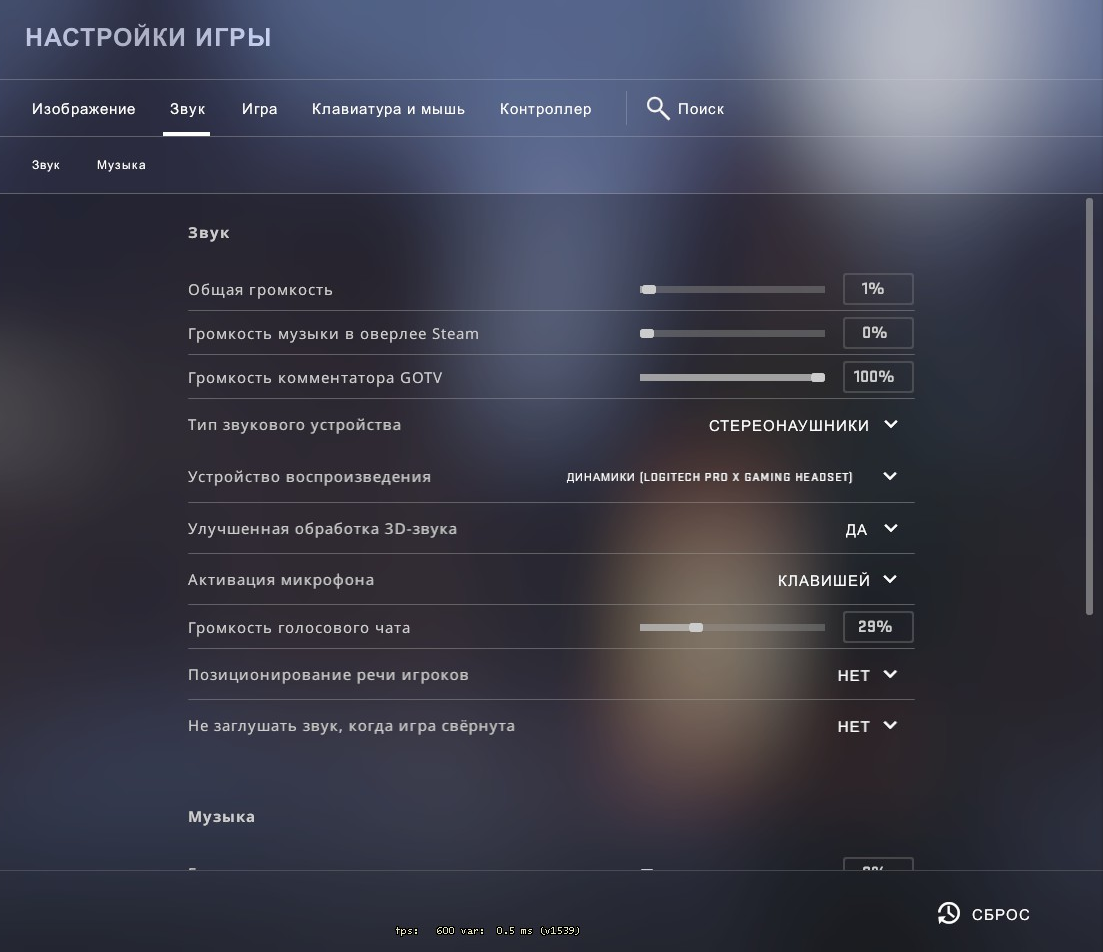 НАСТРОЙКИ ИГРЫ
Изображение Звук Игра Клавиатура и мышь Контроллер Поиск
Звук Музыка
Звук
Общая громкость 1%
Громкость музыки в оверлее Steam 0%
Громкость комментатора GOTV 100%
Тип звукового устройства СТЕРЕОНАУШНИКИ
Устройство воспроизведения ДИНАМИКИ (LOGITECH PRO X GAMING HEADSET)
Улучшенная обработка 3D-звука ДА
Активация микрофона КЛАВИШЕЙ
Громкость голосового чата 29%
Позиционирование речи игроков НЕТ
Не заглушать звук, когда игра свёрнута НЕТ
Музыка
СБРОС
fps: 600 var: 0.5 ms (v1539)